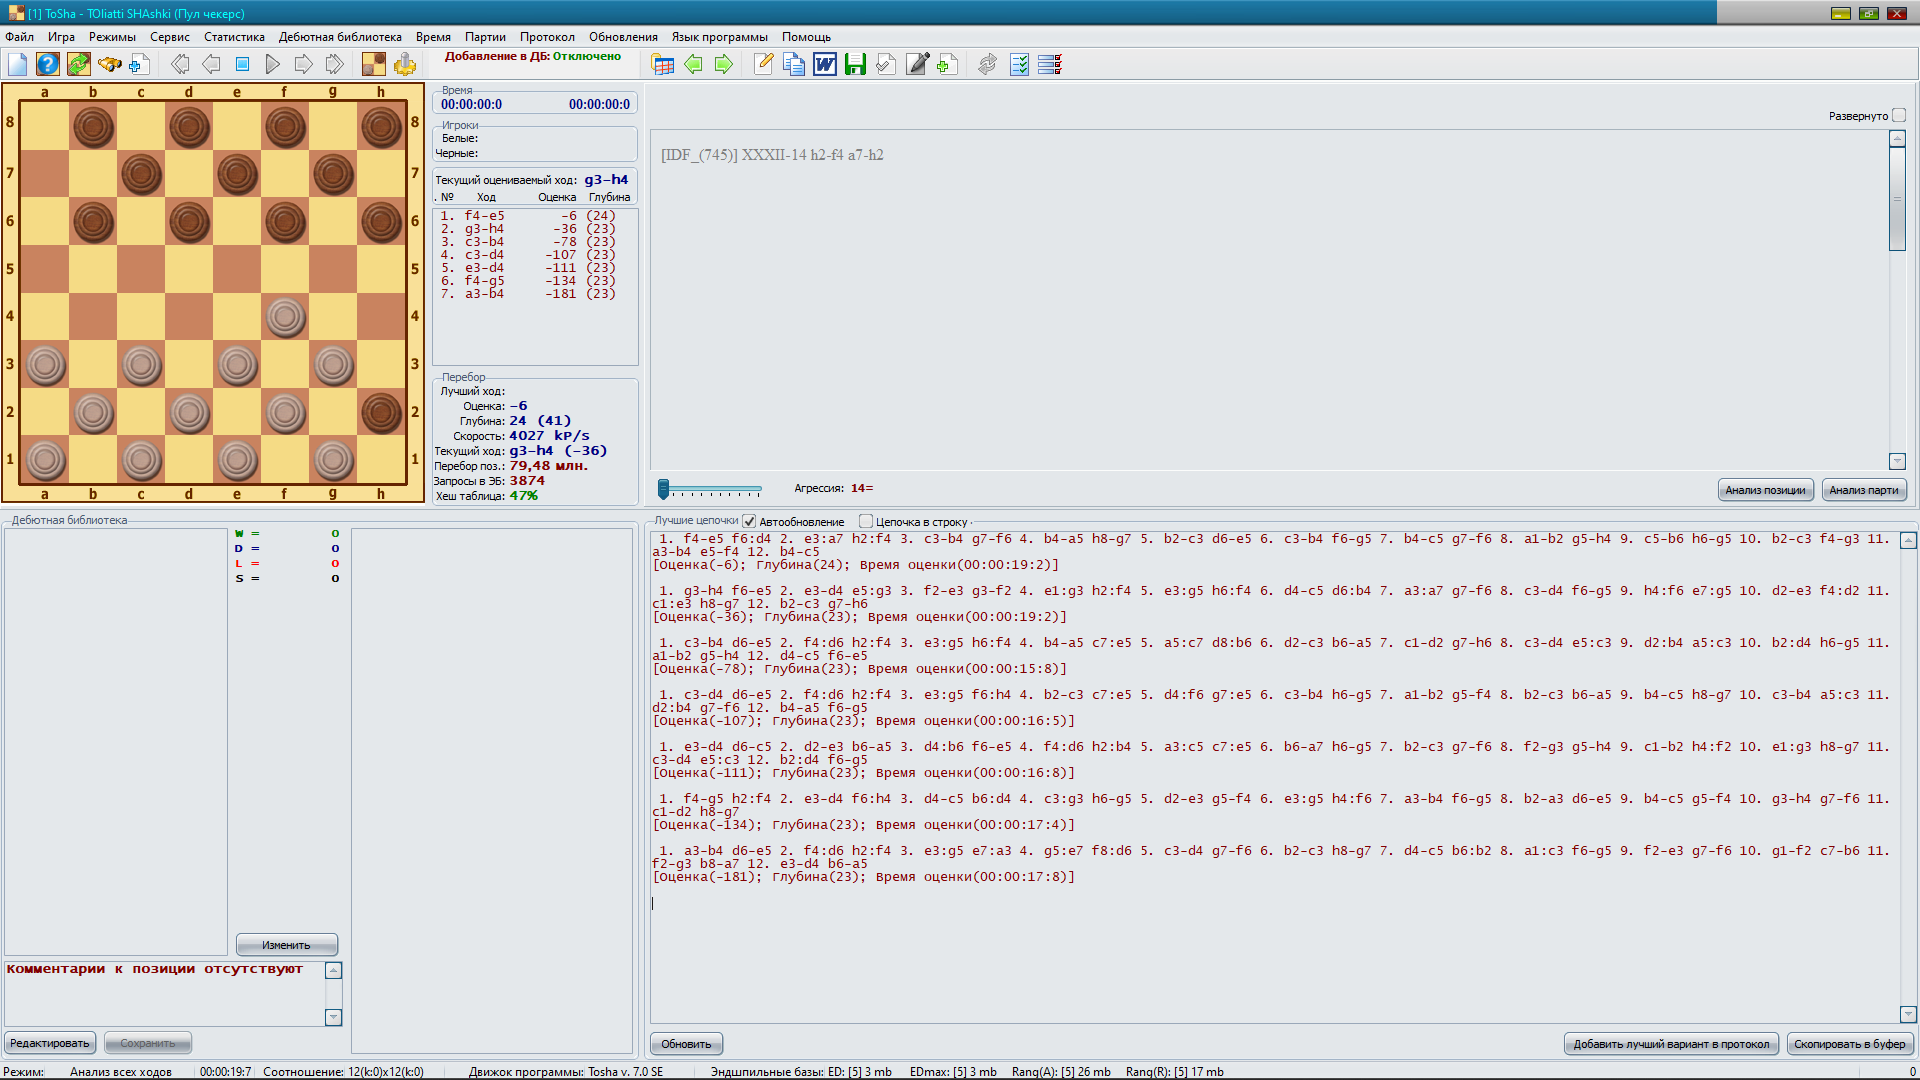 [1] ToSha - TOliatti SHAshki (Пул чекерс)
Файл Игра Режимы Сервис Статистика Дебютная библиотека Время Партии Протокол Обновления Язык программы Помощь
Добавление в ДБ: Отключено
a b c d e f g h
8 8
7 7
6 6
5 5
4 4
3 3
2 2
1 1
a b c d e f g h
Время
00:00:00:0 00:00:00:0
Игроки
Белые:
Черные:
Текущий оцениваемый ход: g3-h4
. № Ход Оценка Глубина
1. f4-e5 -6 (24)
2. g3-h4 -36 (23)
3. c3-b4 -78 (23)
4. c3-d4 -107 (23)
5. e3-d4 -111 (23)
6. f4-g5 -134 (23)
7. a3-b4 -181 (23)
Перебор
Лучший ход:
Оценка: -6
Глубина: 24 (41)
Скорость: 4027 kP/s
Текущий ход: g3-h4 (-36)
Перебор поз.: 79,48 млн.
Запросы в ЭБ: 3874
Хеш таблица: 47%
Развернуто
[IDF_(745)] XXXII-14 h2-f4 a7-h2
Агрессия: 14=
Анализ позиции Анализ парти
Дебютная библиотека
W = 0
D = 0
L = 0
S = 0
Изменить
Комментарии к позиции отсутствуют
Редактировать Сохранить
Лучшие цепочки Автообновление Цепочка в строку
1. f4-e5 f6:d4 2. e3:a7 h2:f4 3. c3-b4 g7-f6 4. b4-a5 h8-g7 5. b2-c3 d6-e5 6. c3-b4 f6-g5 7. b4-c5 g7-f6 8. a1-b2 g5-h4 9. c5-b6 h6-g5 10. b2-c3 f4-g3 11.
a3-b4 e5-f4 12. b4-c5
[Оценка(-6); Глубина(24); Время оценки(00:00:19:2)]
1. g3-h4 f6-e5 2. e3-d4 e5:g3 3. f2-e3 g3-f2 4. e1:g3 h2:f4 5. e3:g5 h6:f4 6. d4-c5 d6:b4 7. a3:a7 g7-f6 8. c3-d4 f6-g5 9. h4:f6 e7:g5 10. d2-e3 f4:d2 11.
c1:e3 h8-g7 12. b2-c3 g7-h6
[Оценка(-36); Глубина(23); Время оценки(00:00:19:2)]
1. c3-b4 d6-e5 2. f4:d6 h2:f4 3. e3:g5 h6:f4 4. b4-a5 c7:e5 5. a5:c7 d8:b6 6. d2-c3 b6-a5 7. c1-d2 g7-h6 8. c3-d4 e5:c3 9. d2:b4 a5:c3 10. b2:d4 h6-g5 11.
a1-b2 g5-h4 12. d4-c5 f6-e5
[Оценка(-78); Глубина(23); Время оценки(00:00:15:8)]
1. c3-d4 d6-e5 2. f4:d6 h2:f4 3. e3:g5 f6:h4 4. b2-c3 c7:e5 5. d4:f6 g7:e5 6. c3-b4 h6-g5 7. a1-b2 g5-f4 8. b2-c3 b6-a5 9. b4-c5 h8-g7 10. c3-b4 a5:c3 11.
d2:b4 g7-f6 12. b4-a5 f6-g5
[Оценка(-107); Глубина(23); Время оценки(00:00:16:5)]
1. e3-d4 d6-c5 2. d2-e3 b6-a5 3. d4:b6 f6-e5 4. f4:d6 h2:b4 5. a3:c5 c7:e5 6. b6-a7 h6-g5 7. b2-c3 g7-f6 8. f2-g3 g5-h4 9. c1-b2 h4:f2 10. e1:g3 h8-g7 11.
c3-d4 e5:c3 12. b2:d4 f6-g5
[Оценка(-111); Глубина(23); Время оценки(00:00:16:8)]
1. f4-g5 h2:f4 2. e3-d4 f6:h4 3. d4-c5 b6:d4 4. c3:g3 h6-g5 5. d2-e3 g5-f4 6. e3:g5 h4:f6 7. a3-b4 f6-g5 8. b2-a3 d6-e5 9. b4-c5 g5-f4 10. g3-h4 g7-f6 11.
c1-d2 h8-g7
[Оценка(-134); Глубина(23); Время оценки(00:00:17:4)]
1. a3-b4 d6-e5 2. f4:d6 h2:f4 3. e3:g5 e7:a3 4. g5:e7 f8:d6 5. c3-d4 g7-f6 6. b2-c3 h8-g7 7. d4-c5 b6:b2 8. a1:c3 f6-g5 9. f2-e3 g7-f6 10. g1-f2 c7-b6 11.
f2-g3 b8-a7 12. e3-d4 b6-a5
[Оценка(-181); Глубина(23); Время оценки(00:00:17:8)]
Обновить Добавить лучший вариант в протокол Скопировать в буфер
Режим: Анализ всех ходов 00:00:19:7 Соотношение: 12(k:0)x12(k:0) Движок программы: Tosha v. 7.0 SE Эндшпильные базы: ED: [5] 3 mb EDmax: [5] 3 mb Rang(A): [5] 26 mb Rang(R): [5] 17 mb 0